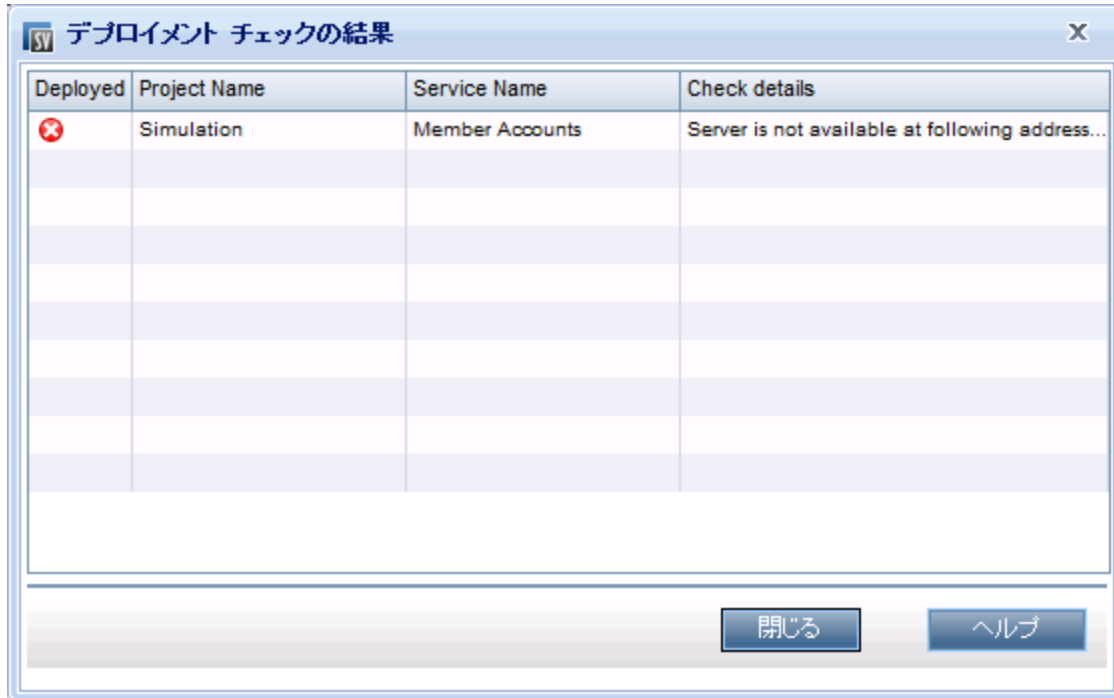 SV デプロイメント チェックの結果 X
Deployed Project Name Service Name Check details
Simulation Member Accounts Server is not available at following address...
閉じる ヘルプ